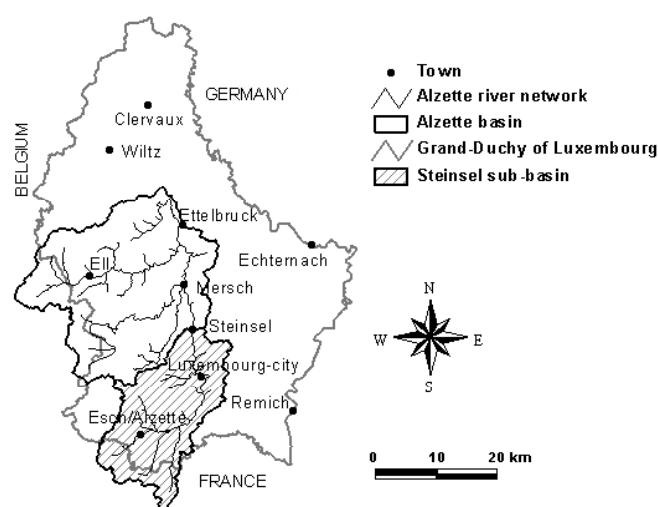 GERMANY
BELGIUM
Clervaux
Wiltz
Ettelbruck
Echternach
Ell
Mersch
Steinsel
Luxembourg-city
Remich
Esch/Alzette
FRANCE
Town
Alzette river network
Alzette basin
Grand-Duchy of Luxembourg
Steinsel sub-basin
N
W E
S
0 10 20 km